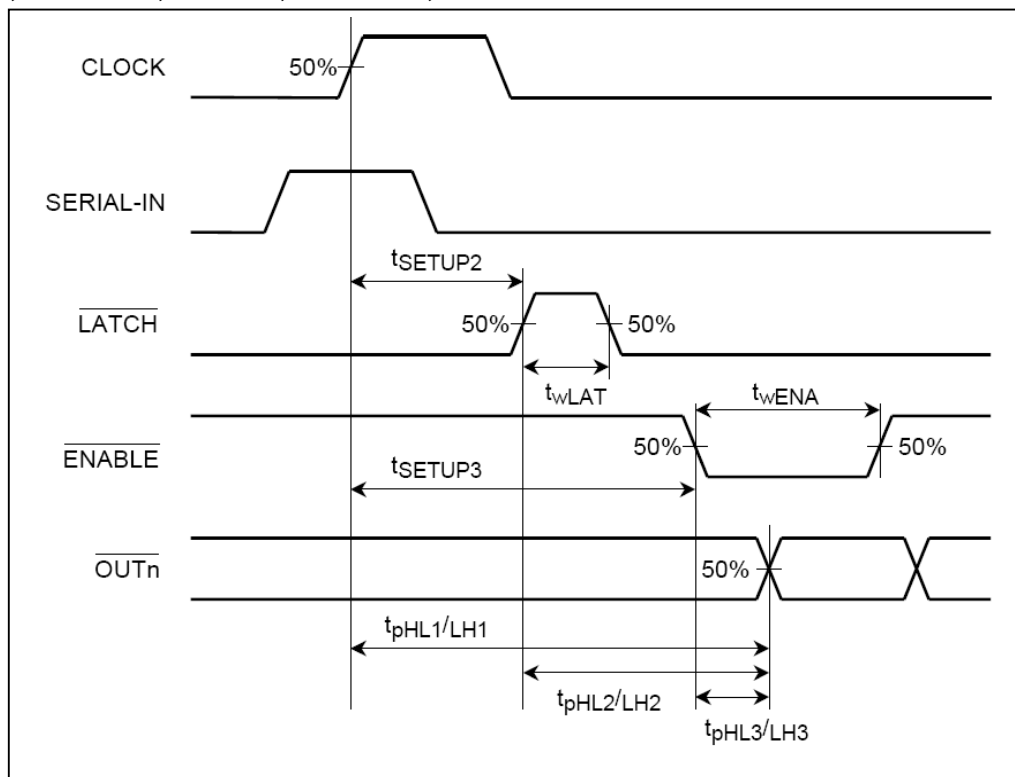 CLOCK
50%
SERIAL-IN
tSETUP2
LATCH
50%
50%
twLAT
twENA
ENABLE
50%
50%
tSETUP3
OUTn
50%
tpHL1/LH1
tpHL2/LH2
tpHL3/LH3